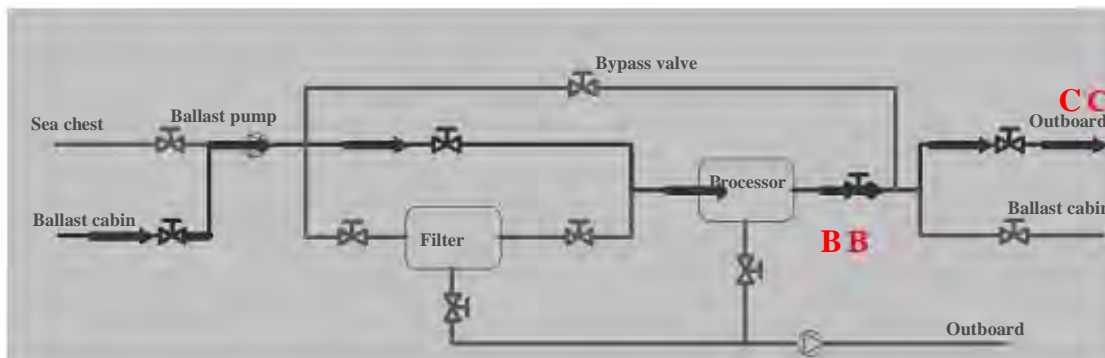 Bypass valve
C C
Sea chest
Ballast pump
Outboard
Processor
Ballast cabin
Ballast cabin
Filter
B B
Outboard